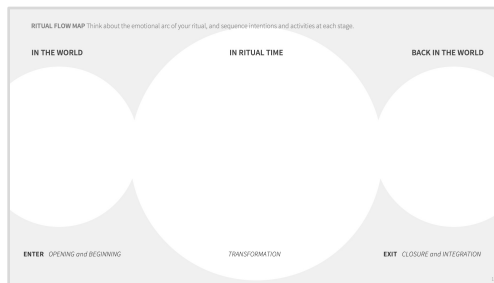 RITUAL FLOW MAP Think about the emotional arc of your ritual, and sequence intentions and activities at each stage.
IN THE WORLD
IN RITUAL TIME
BACK IN THE WORLD
ENTER OPENING and BEGINNING
TRANSFORMATION
EXIT CLOSURE and INTEGRATION